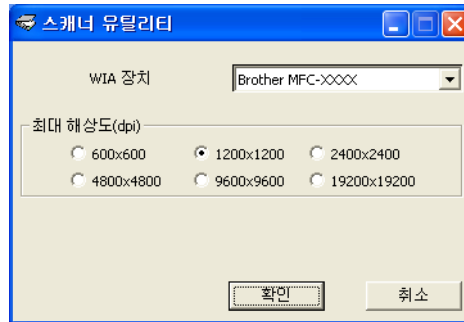 스캐너 유틸리티
WIA 장치 Brother MFC-XXXX
최대 해상도(dpi)
600x600 1200x1200 2400x2400
4800x4800 9600x9600 19200x19200
확인 취소